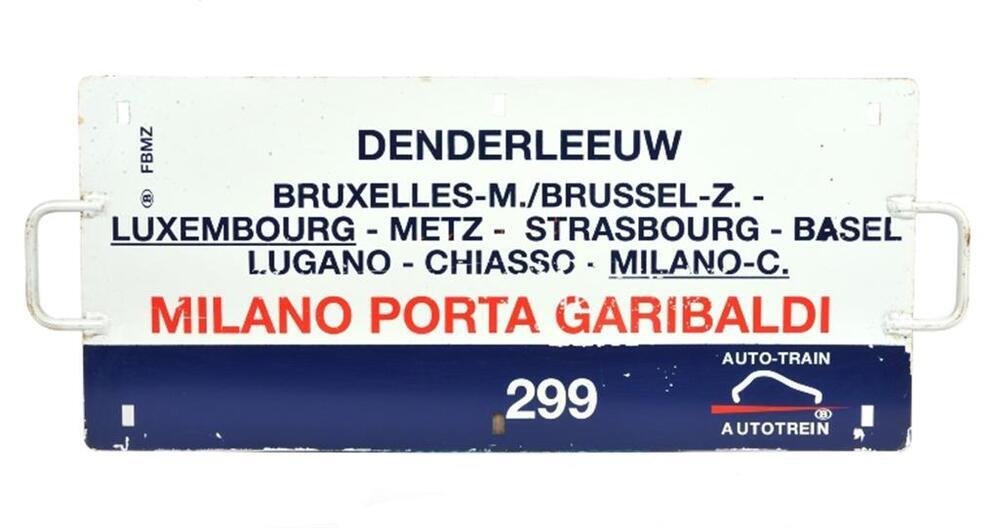 DENDERLEEUW
BRUXELLES-M./BRUSSEL-Z. -
LUXEMBOURG - METZ - STRASBOURG - BASEL
LUGANO - CHIASSO - MILANO-C.
MILANO PORTA GARIBALDI
299
AUTO-TRAIN
B
AUTOTREIN
B FBMZ